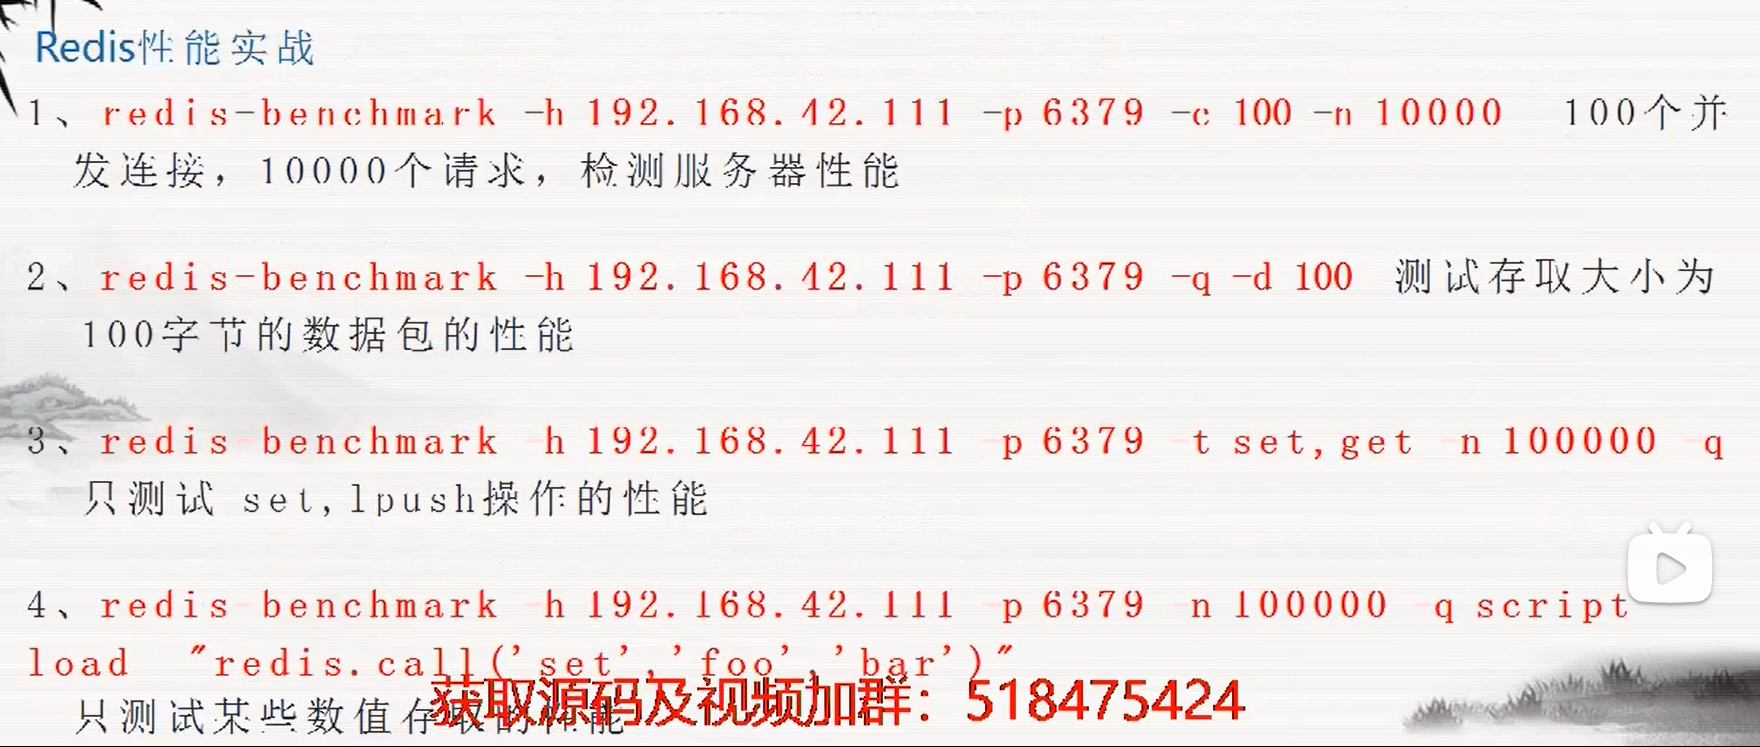 Redis性能实战
1、redis-benchmark -h 192.168.42.111 -p 6379 -c 100 -n 10000 100个并
发连接，10000个请求，检测服务器性能
2、redis-benchmark -h 192.168.42.111 -p 6379 -q -d 100 测试存取大小为
100字节的数据包的性能
3、redis-benchmark -h 192.168.42.111 -p 6379 -t set,get -n 100000 -q
只测试 set,lpush操作的性能
4、redis-benchmark -h 192.168.42.111 -p 6379 -n 100000 -q script
load "redis.call('set','foo','bar')"
只测试某些数值存取的性能
获取源码及视频加群：518475424